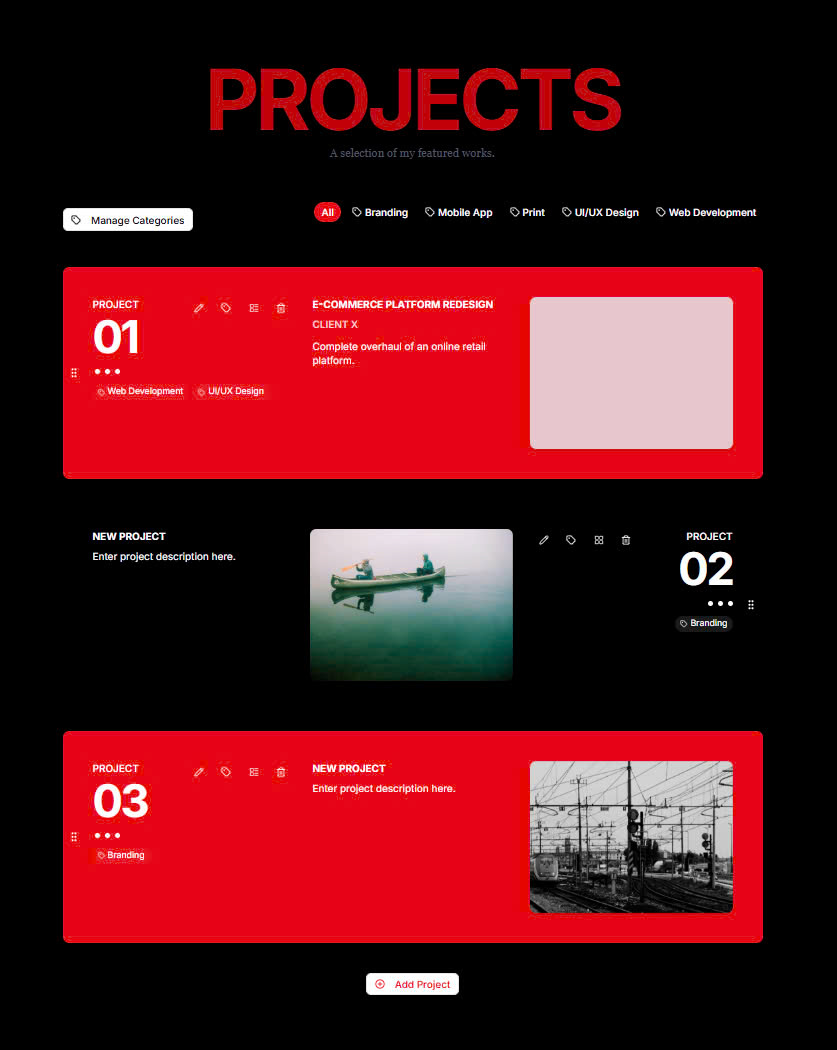 PROJECTS
A selection of my featured works.
Manage Categories
All Branding Mobile App Print UI/UX Design Web Development
PROJECT
01
Web Development UI/UX Design
E-COMMERCE PLATFORM REDESIGN
CLIENT X
Complete overhaul of an online retail
platform.
NEW PROJECT
Enter project description here.
PROJECT
02
Branding
PROJECT
03
Branding
NEW PROJECT
Enter project description here.
Add Project